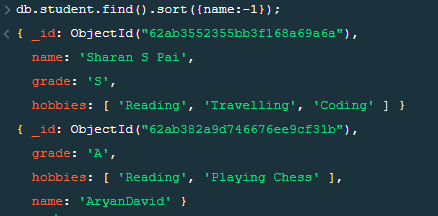 > db.student.find().sort({name:-1});
< { _id: ObjectId("62ab3552355bb3f168a69a6a"),
name: 'Sharan S Pai',
grade: 'S',
hobbies: [ 'Reading', 'Travelling', 'Coding' ] }
{ _id: ObjectId("62ab382a9d746676ee9cf31b"),
grade: 'A',
hobbies: [ 'Reading', 'Playing Chess' ],
name: 'AryanDavid' }